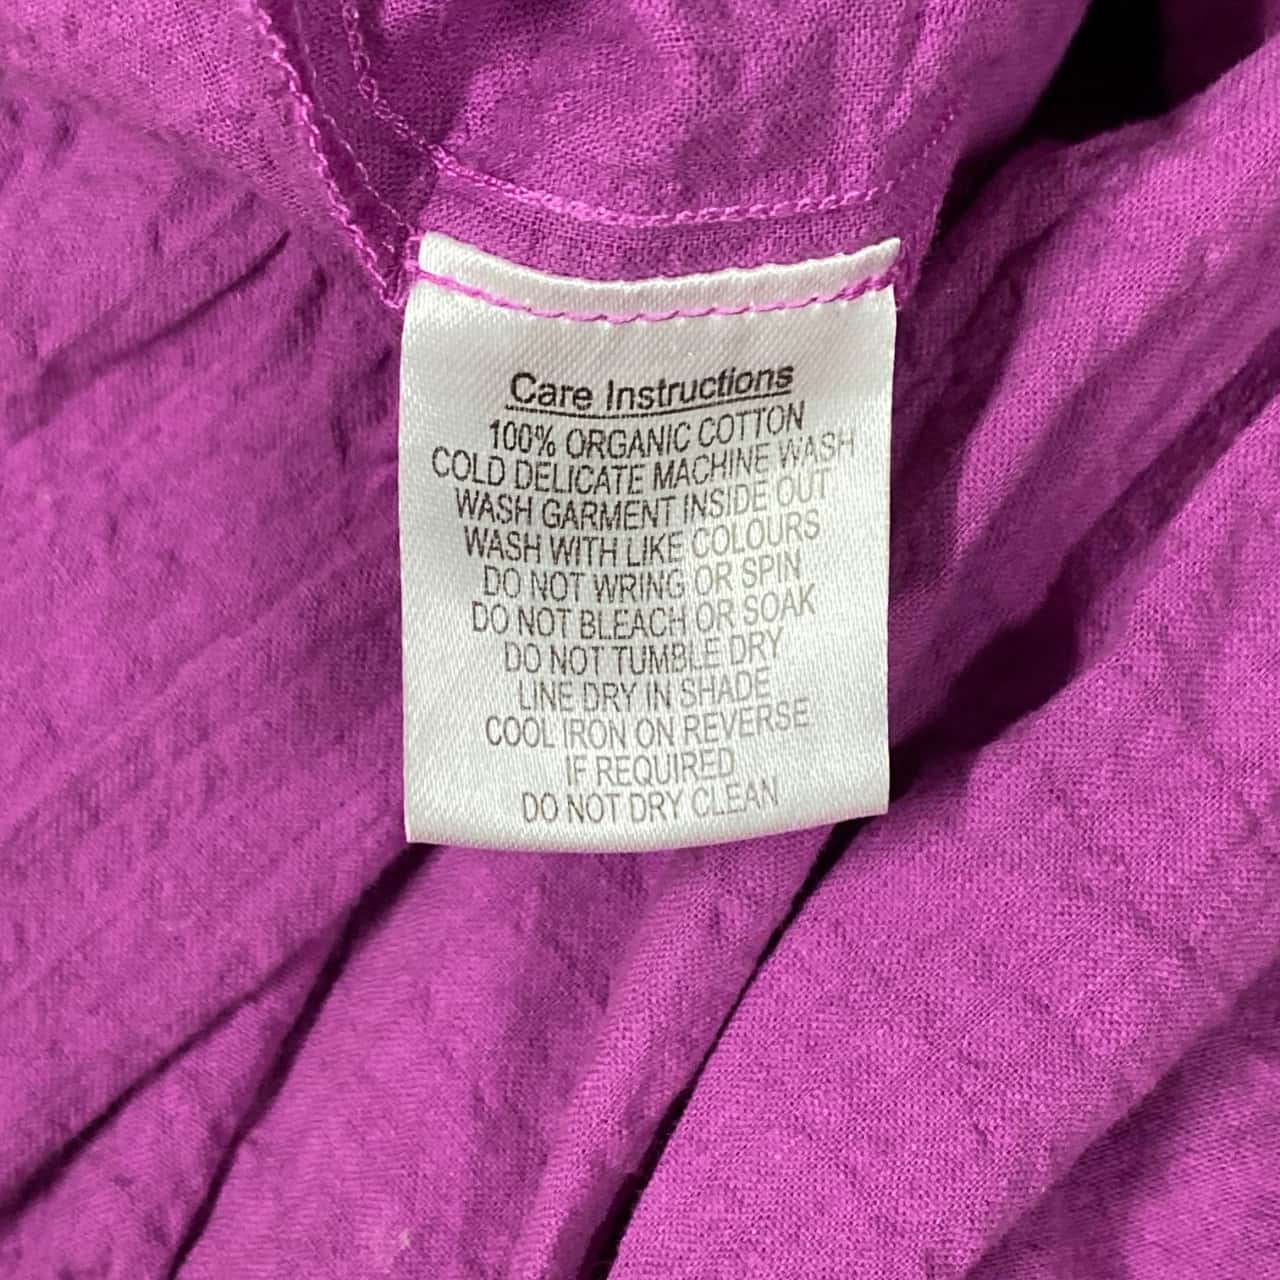 Care Instructions
100% ORGANIC COTTON
COLD DELICATE MACHINE WASH
WASH GARMENT INSIDE OUT
WASH WITH LIKE COLOURS
DO NOT WRING OR SPIN
DO NOT BLEACH OR SOAK
DO NOT TUMBLE DRY
LINE DRY IN SHADE
COOL IRON ON REVERSE
IF REQUIRED
DO NOT DRY CLEAN